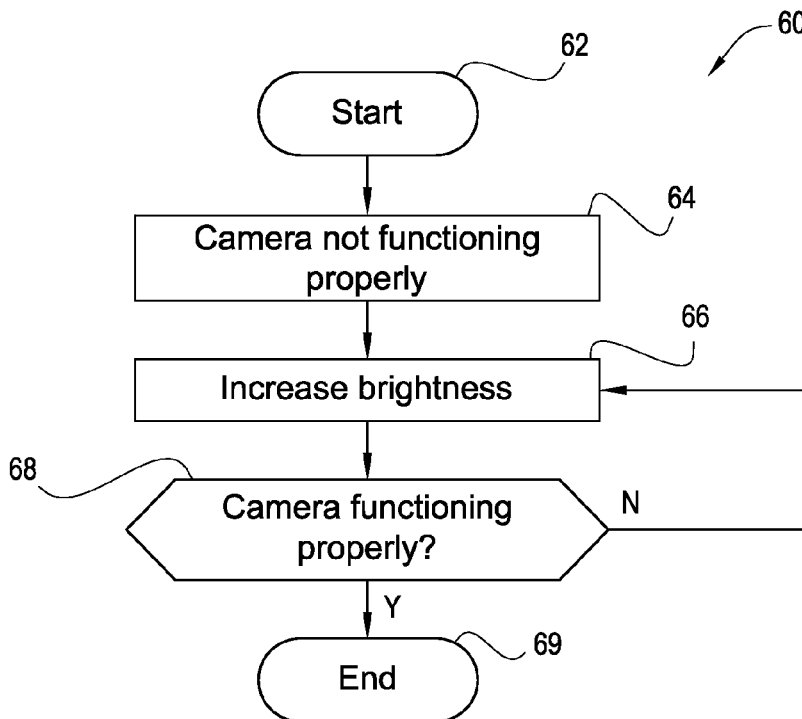 60
62
Start
64
Camera not functioning
properly
66
Increase brightness
68
Camera functioning
properly?
N
Y
69
End